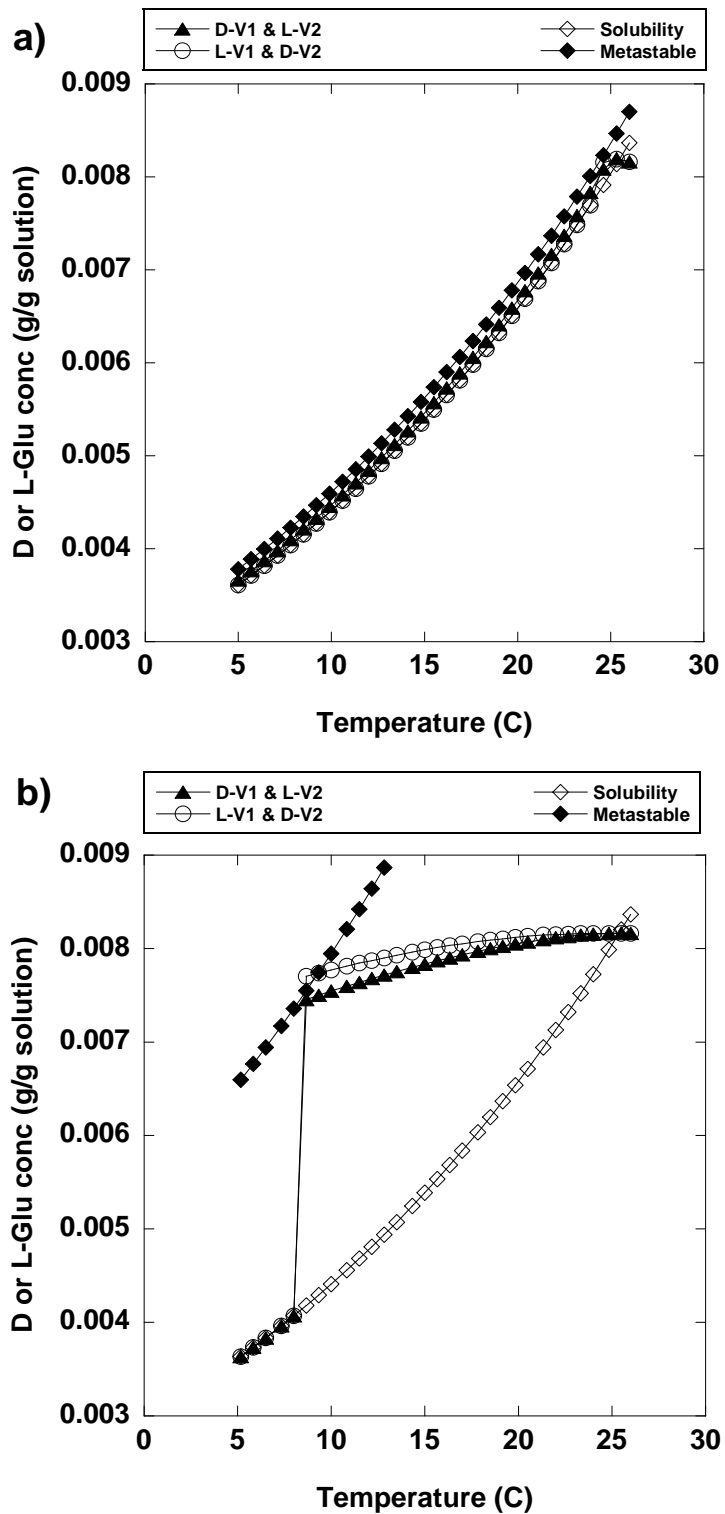 a)
D-V1 & L-V2
Solubility
L-V1 & D-V2
Metastable
0.009
0.008
0.007
0.006
0.005
0.004
0.003
D or L-Glu conc (g/g solution)
0 5 10 15 20 25 30
Temperature (C)
b)
D-V1 & L-V2
Solubility
L-V1 & D-V2
Metastable
0.009
0.008
0.007
0.006
0.005
0.004
0.003
D or L-Glu conc (g/g solution)
0 5 10 15 20 25 30
Temperature (C)